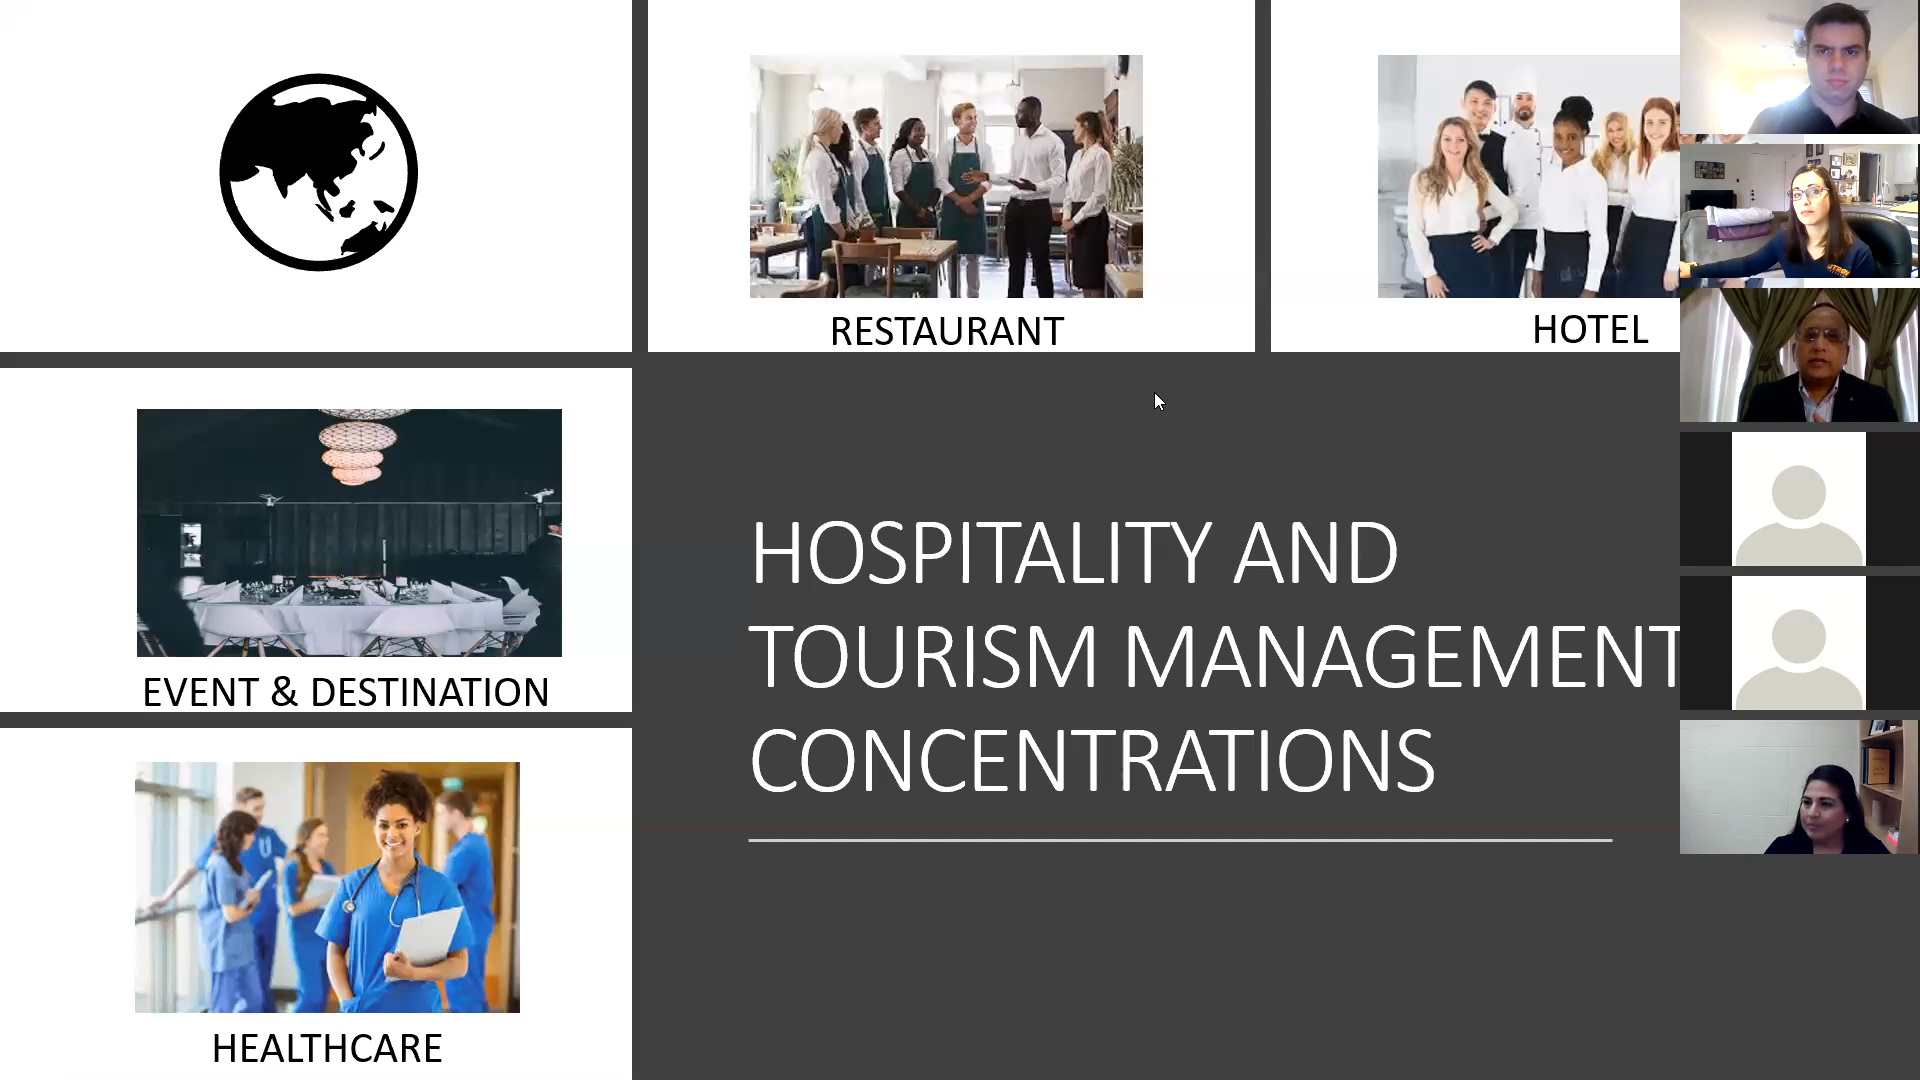 RESTAURANT
HOTEL
EVENT & DESTINATION
HOSPITALITY AND
TOURISM MANAGEMENT
CONCENTRATIONS
HEALTHCARE